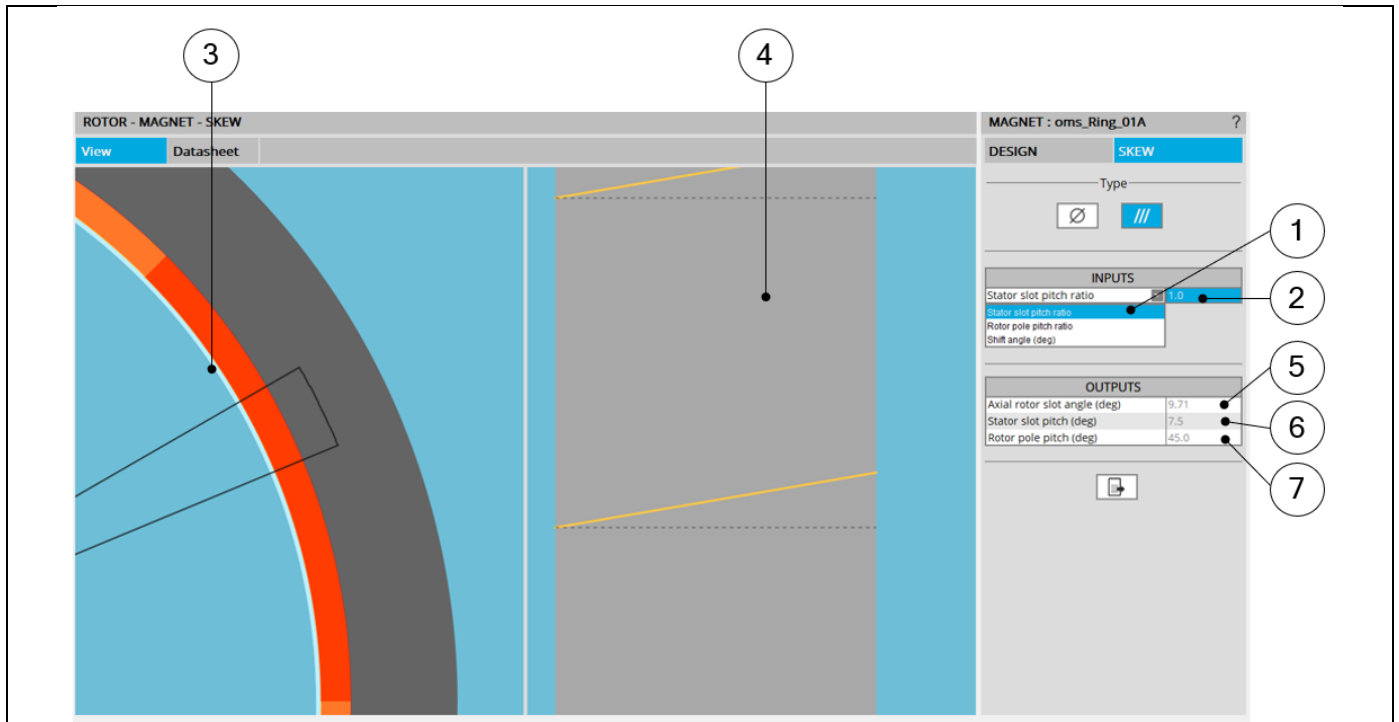 3
4
ROTOR - MAGNET - SKEW
View Datasheet
MAGNET : oms_Ring_01A ?
DESIGN SKEW
Type
Ø ///
1
INPUTS
Stator slot pitch ratio 1.0
2
Stator slot pitch ratio
Rotor pole pitch ratio
Shift angle (deg)
5
OUTPUTS
Axial rotor slot angle (deg) 9.71
Stator slot pitch (deg) 7.5
6
Rotor pole pitch (deg) 45.0
7